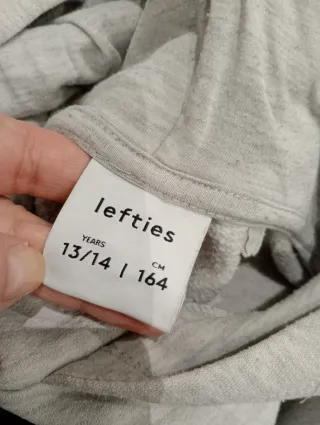 lefties
YEARS CM
13/14 | 164